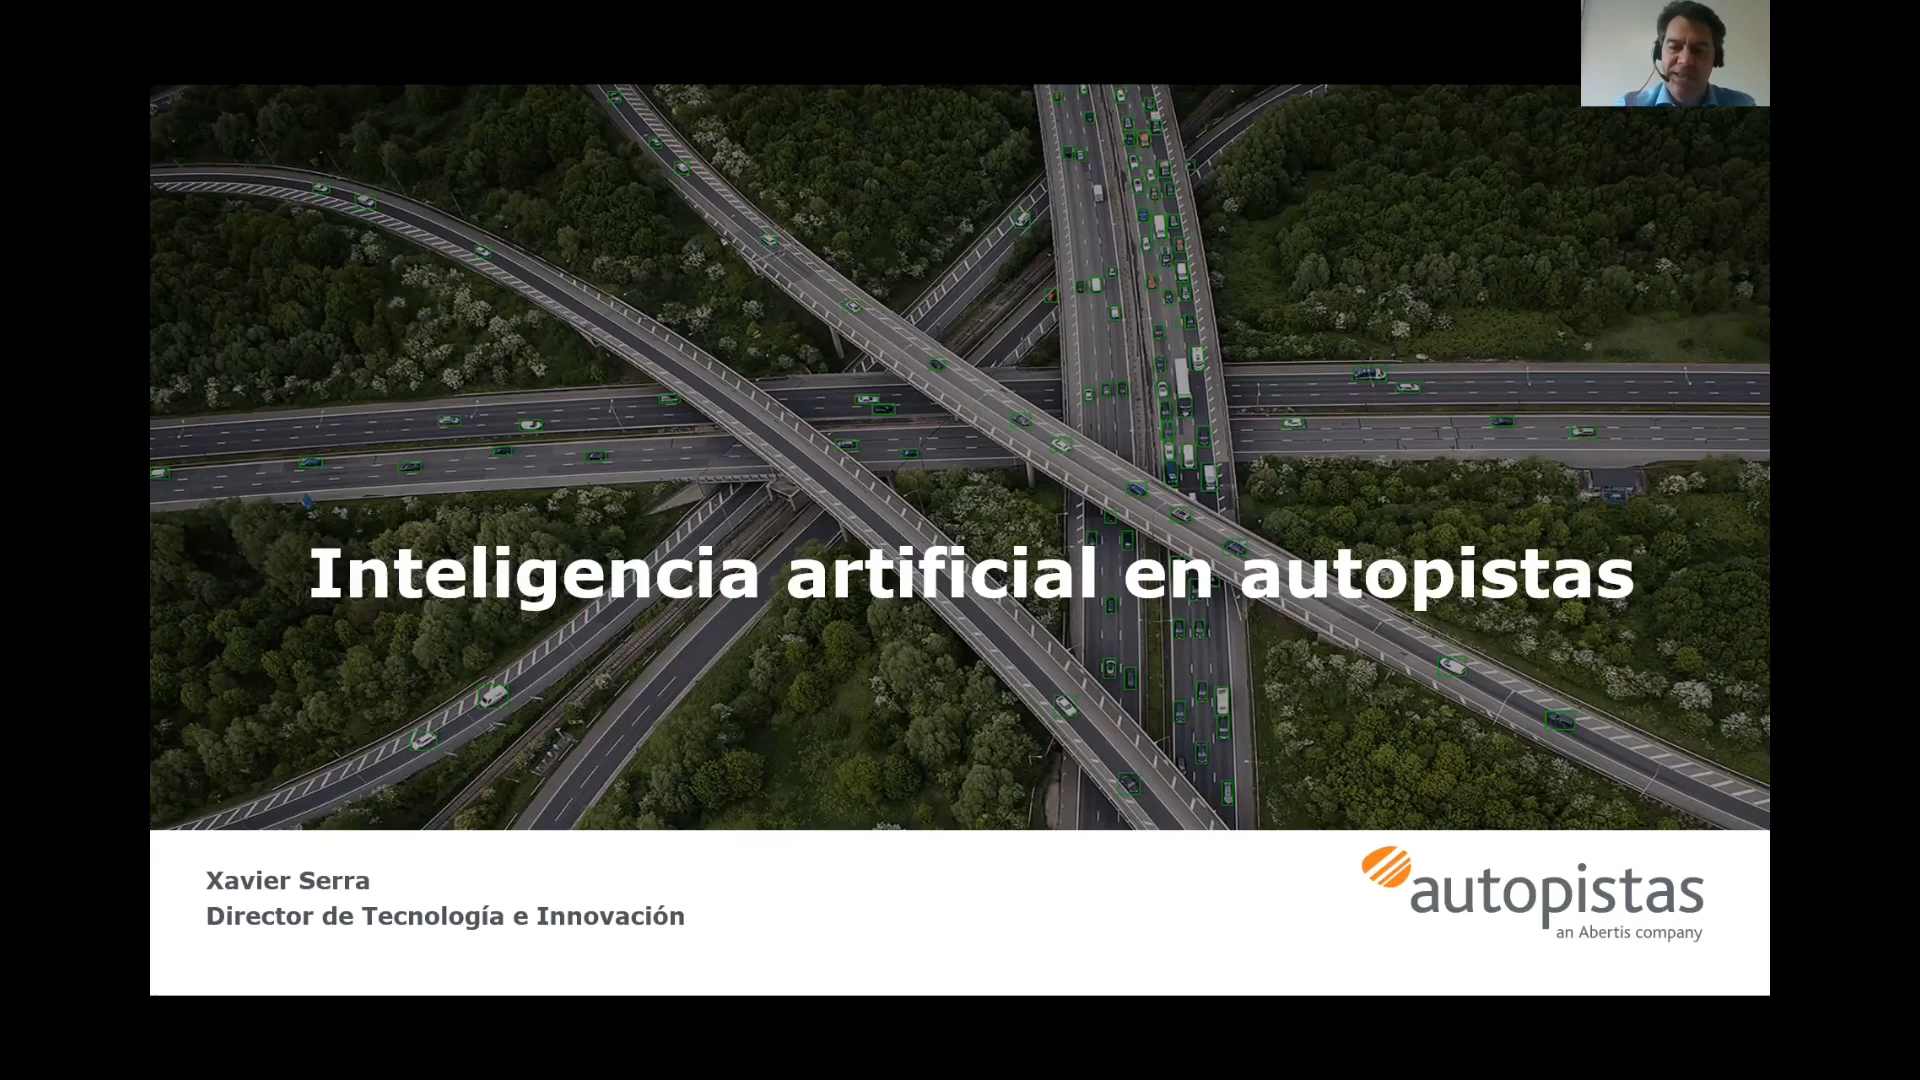 Inteligencia artificial en autopistas
Xavier Serra
Director de Tecnología e Innovación
autopistas
an Abertis company